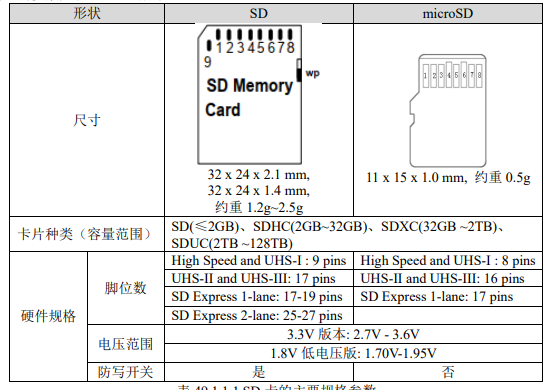 形状 SD microSD
尺寸
1 2 3 4 5 6 7 8
9
wp
SD Memory
Card
1 2 3 4 5 6 7 8
32 x 24 x 2.1 mm,
32 x 24 x 1.4 mm,
约重 1.2g~2.5g
11 x 15 x 1.0 mm, 约重 0.5g
卡片种类（容量范围） SD(≤2GB)、SDHC(2GB~32GB)、SDXC(32GB ~2TB)、
SDUC(2TB ~128TB)
硬件规格
脚位数
High Speed and UHS-I : 9 pins High Speed and UHS-I : 8 pins
UHS-II and UHS-III: 17 pins UHS-II and UHS-III: 16 pins
SD Express 1-lane: 17-19 pins SD Express 1-lane: 17 pins
SD Express 2-lane: 25-27 pins
电压范围
3.3V 版本: 2.7V - 3.6V
1.8V 低电压版: 1.70V-1.95V
防写开关 是 否
表 49.1.1.1 SD 卡的主要规格参数